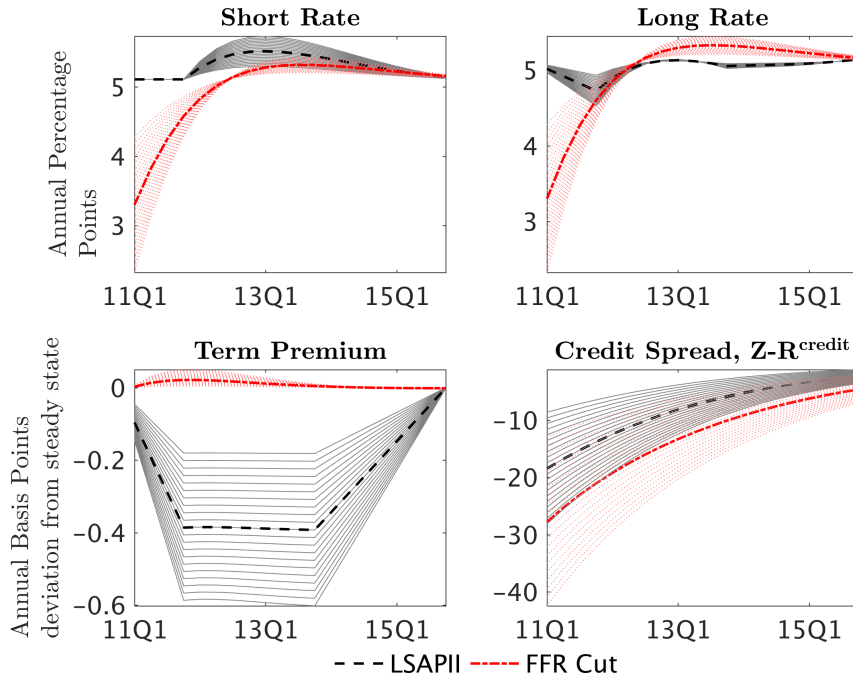 Short Rate
Long Rate
Annual Percentage
Points
5
4
3
11Q1
13Q1
15Q1
5
4
3
11Q1
13Q1
15Q1
Term Premium
Credit Spread, Z-R^credit
Annual Basis Points
deviation from steady state
0
-0.2
-0.4
-0.6
11Q1
13Q1
15Q1
-10
-20
-30
-40
11Q1
13Q1
15Q1
LSAPII
FFR Cut